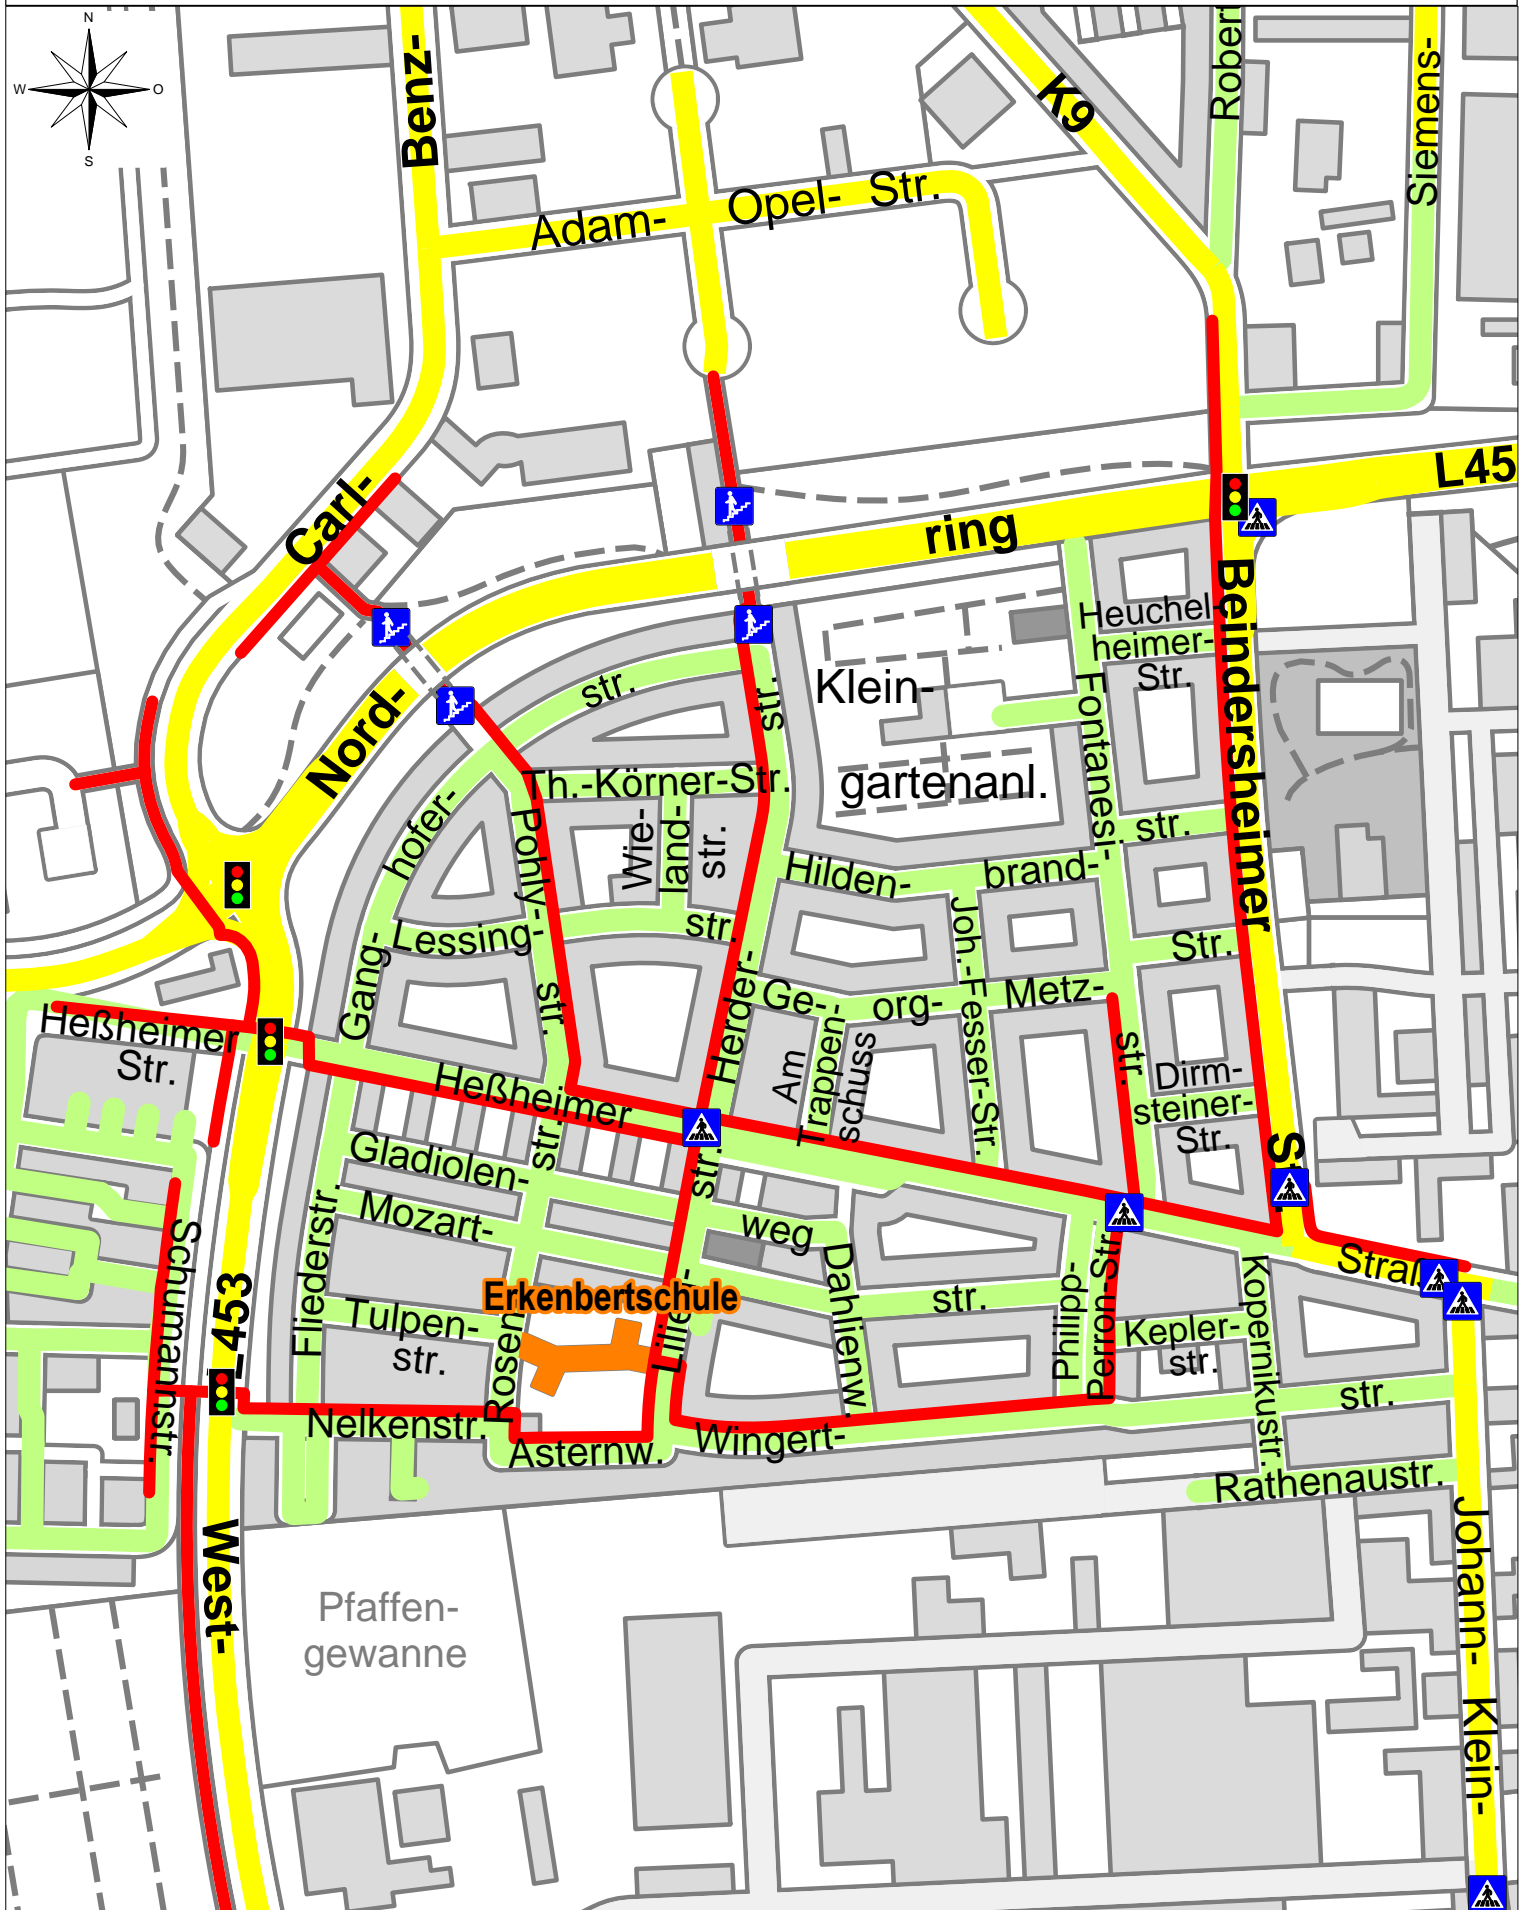 N
W
O
S
Benz-
K9
Robert
Siemens-
Adam-
Opel-
Str.
Carl-
L45
ring
Nord-
Beindersheimer
Heuchel-
heimer-
Str.
Klein-
gartenanl.
Fontanesi-
str.
str.
str.
Th.-Körner-Str.
Wie-
land-
str.
hofer-
Pohly-
Hilden-
brand-
str.
Lessing-
str.
Gang-
str.
Herder-
Ge-
org-
Metz-
Str.
Joh.-Fesser-Str.
Heßheimer
Str.
Am
Trappen-
schuss
str.
Dirm-
steiner-
Str.
Heßheimer
str.
Gladiolen-
Mozart-
str.
weg
Dahlienw.
str.
Schumannstr.
453
Fliederstr.
Tulpen-
str.
Erkenbertschule
Rosen
Philipp-
Perron-Str.
Kopernikustr.
Kepler-
str.
str.
Nelkenstr.
Asternw.
Wingert-
Rathenaustr.
West-
Pfaffen-
gewanne
Johann-
Klein-